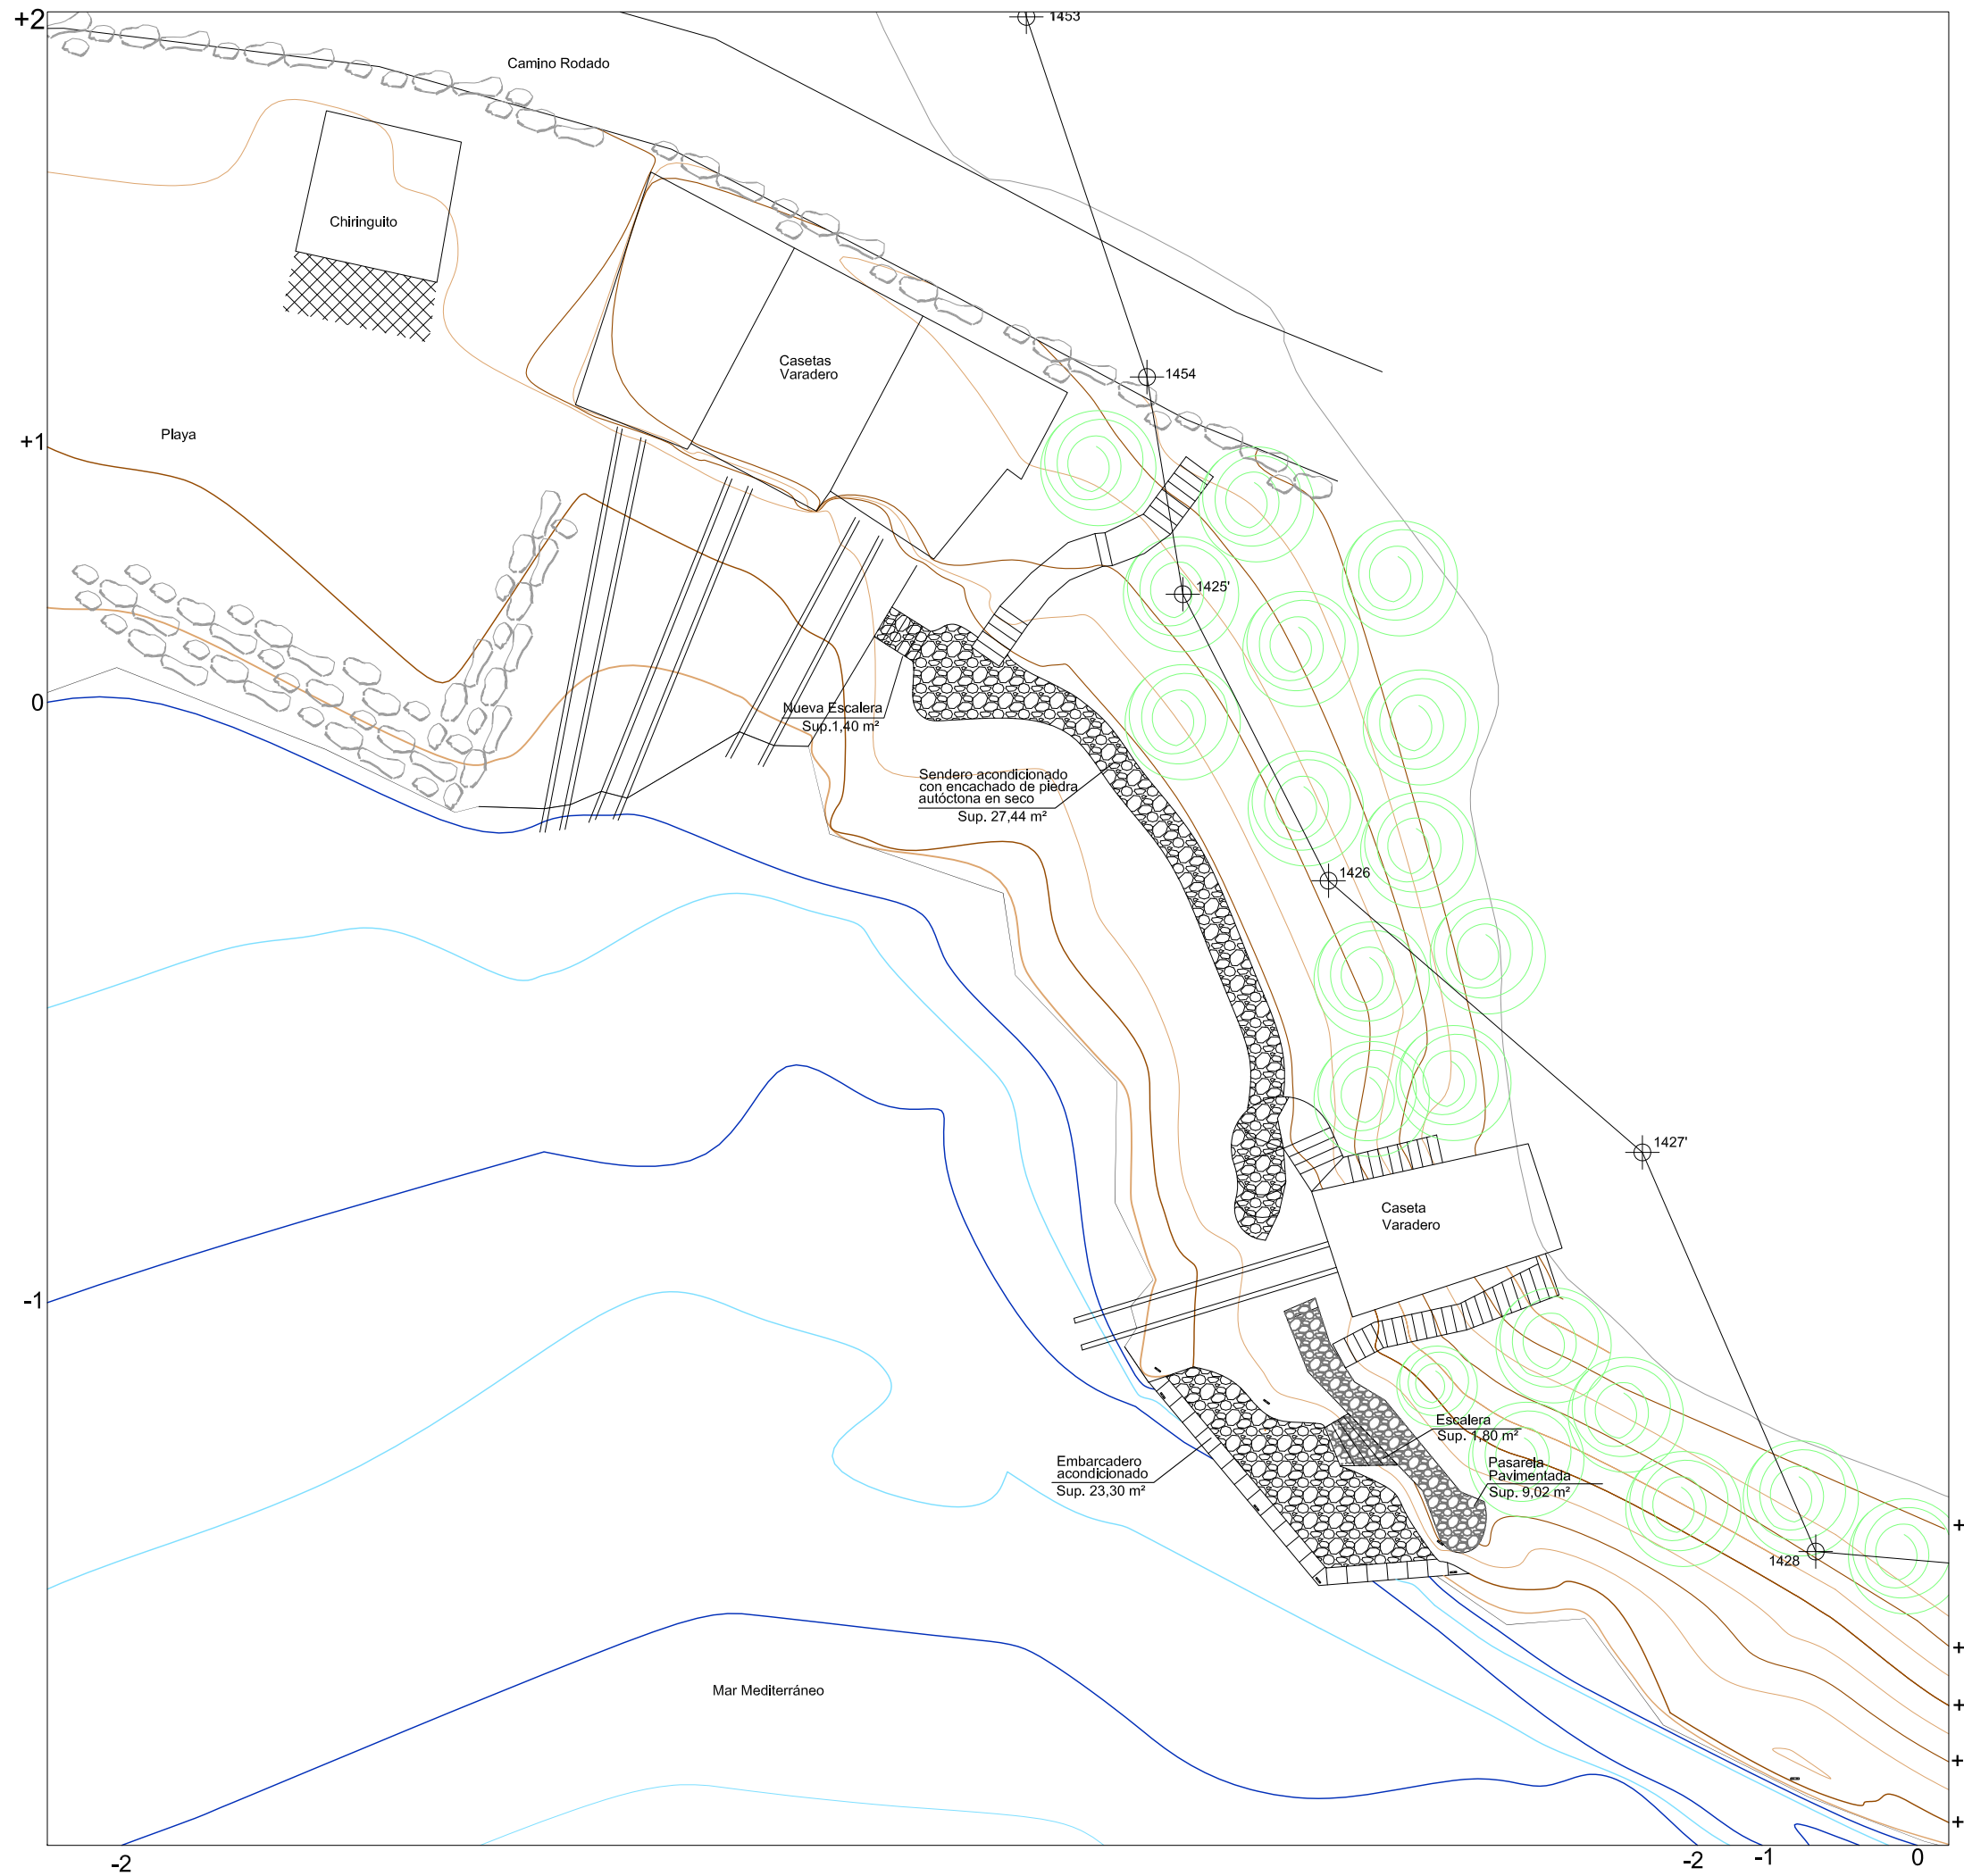 +2
1453
Camino Rodado
Chiringuito
Casetas
Varadero
1454
+1
Playa
1425'
0
Nueva Escalera
Sup.1,40 m²
Sendero acondicionado
con encachado de piedra
autóctona en seco
Sup. 27,44 m²
1426
1427'
Caseta
Varadero
-1
Escalera
Sup. 1,80 m²
Embarcadero
acondicionado
Sup. 23,30 m²
Pasarela
Pavimentada
Sup. 9,02 m²
+
1428
+
Mar Mediterráneo
+
+
+
-2
-2
-1
0